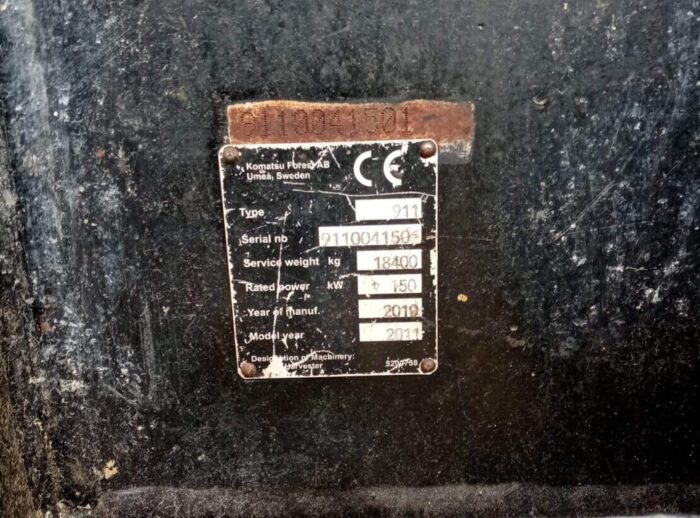 9110041501
Komatsu Forest AB
Umeå, Sweden
CE
Type 911
Serial no 911004150
Service weight kg 18400
Rated power kW 150
Year of manuf. 2010
Model year 2011
Designation of Machinery:
Harvester